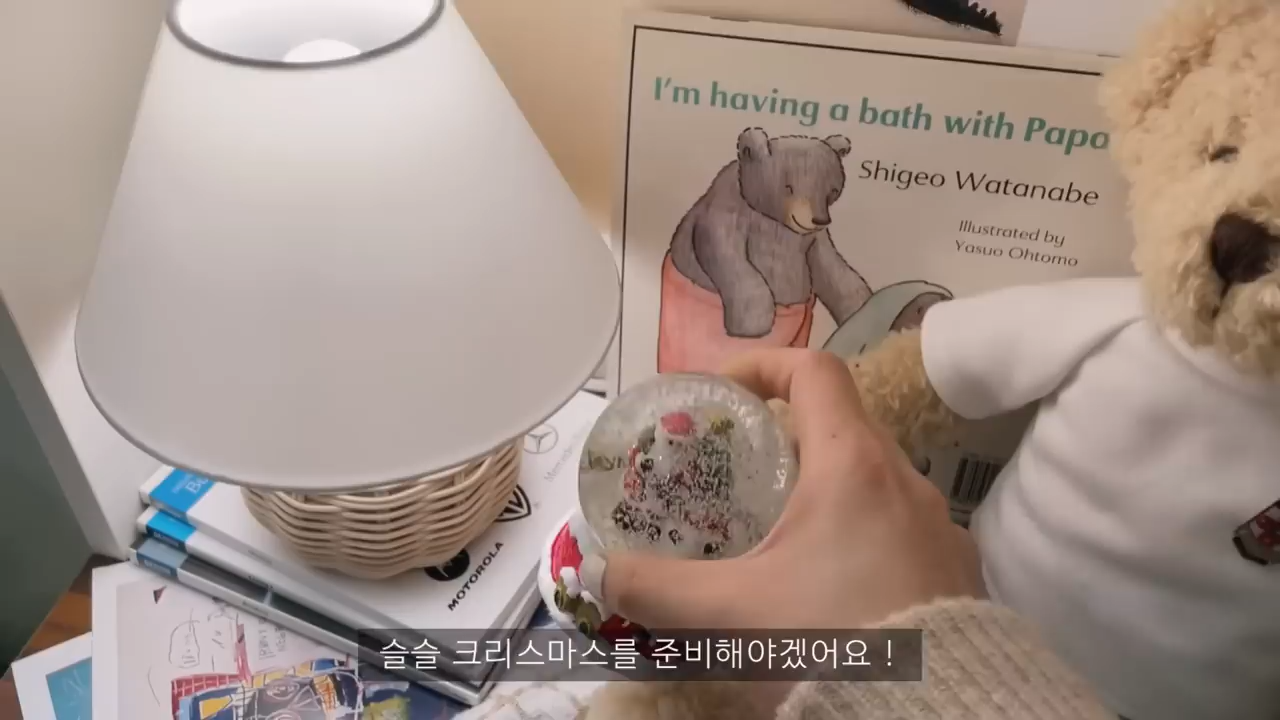 I'm having a bath with Papa
Shigeo Watanabe
Illustrated by
Yasuo Ohtomo
MOTOROLA
슬슬 크리스마스를 준비해야겠어요 !